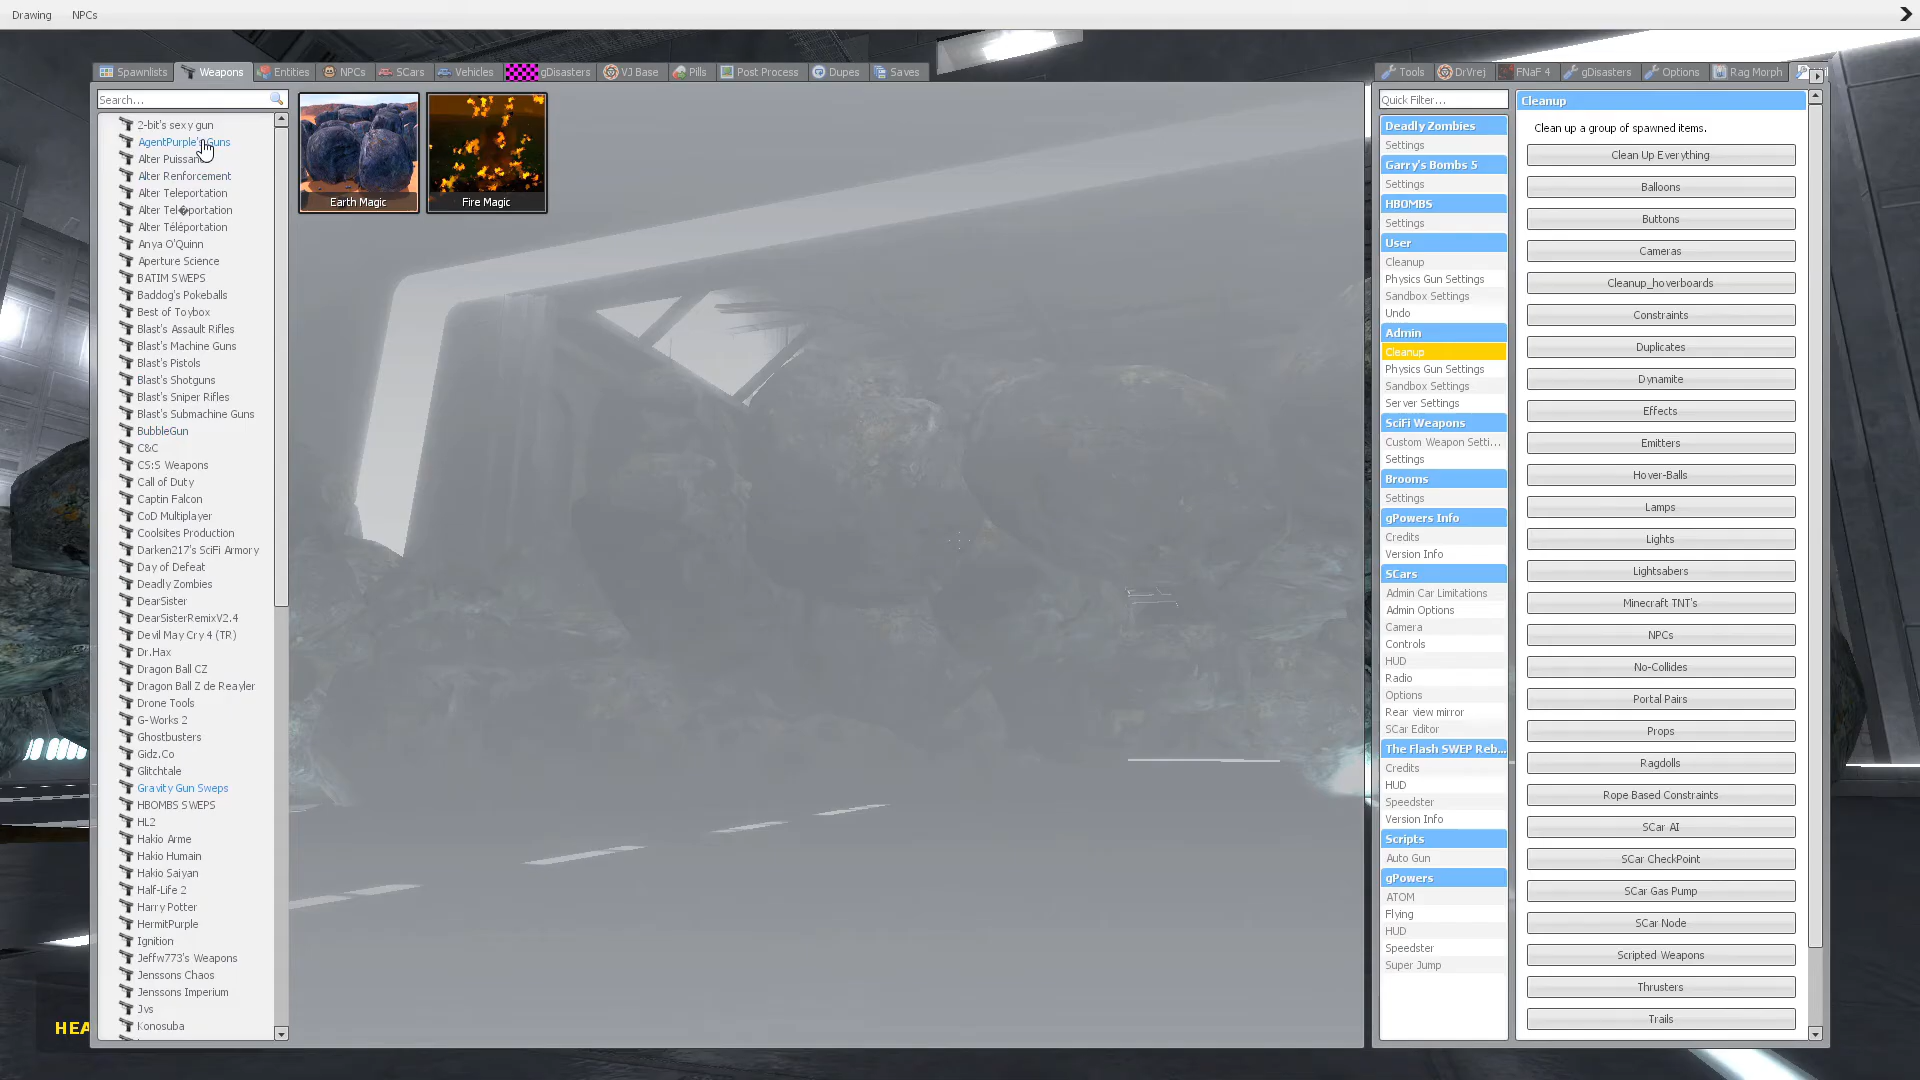 Drawing NPCs
Spawnlists Weapons Entities NPCs SCars Vehicles gDisasters VJ Base Pills Post Process Dupes Saves
Search...
2-bit's sexy gun
AgentPurple's Guns
Alter Puissan
Alter Renforcement
Alter Teleportation
Alter Tel�portation
Alter Téléportation
Anya O'Quinn
Aperture Science
BATIM SWEPS
Baddog's Pokeballs
Best of Toybox
Blast's Assault Rifles
Blast's Machine Guns
Blast's Pistols
Blast's Shotguns
Blast's Sniper Rifles
Blast's Submachine Guns
BubbleGun
C&C
CS:S Weapons
Call of Duty
Captin Falcon
CoD Multiplayer
Coolsites Production
Darken217's SciFi Armory
Day of Defeat
Deadly Zombies
DearSister
DearSisterRemixV2.4
Devil May Cry 4 (TR)
Dr.Hax
Dragon Ball CZ
Dragon Ball Z de Reayler
Drone Tools
G-Works 2
Ghostbusters
Gidz.Co
Glitchtale
Gravity Gun Sweps
HBOMBS SWEPS
HL2
Hakio Arme
Hakio Humain
Hakio Saiyan
Half-Life 2
Harry Potter
HermitPurple
Ignition
Jeffw773's Weapons
Jenssons Chaos
Jenssons Imperium
Jvs
Konosuba
HEA
Earth Magic
Fire Magic
Tools DrVrej FNaF 4 gDisasters Options Rag Morph
Quick Filter...
Deadly Zombies
Settings
Garry's Bombs 5
Settings
HBOMBS
Settings
User
Cleanup
Physics Gun Settings
Sandbox Settings
Undo
Admin
Cleanup
Physics Gun Settings
Sandbox Settings
Server Settings
SciFi Weapons
Custom Weapon Setti...
Settings
Brooms
Settings
gPowers Info
Credits
Version Info
SCars
Admin Car Limitations
Admin Options
Camera
Controls
HUD
Radio
Options
Rear view mirror
SCar Editor
The Flash SWEP Reb...
Credits
HUD
Speedster
Version Info
Scripts
Auto Gun
gPowers
ATOM
Flying
HUD
Speedster
Super Jump
Cleanup
Clean up a group of spawned items.
Clean Up Everything
Balloons
Buttons
Cameras
Cleanup_hoverboards
Constraints
Duplicates
Dynamite
Effects
Emitters
Hover-Balls
Lamps
Lights
Lightsabers
Minecraft TNT's
NPCs
No-Collides
Portal Pairs
Props
Ragdolls
Rope Based Constraints
SCar AI
SCar CheckPoint
SCar Gas Pump
SCar Node
Scripted Weapons
Thrusters
Trails